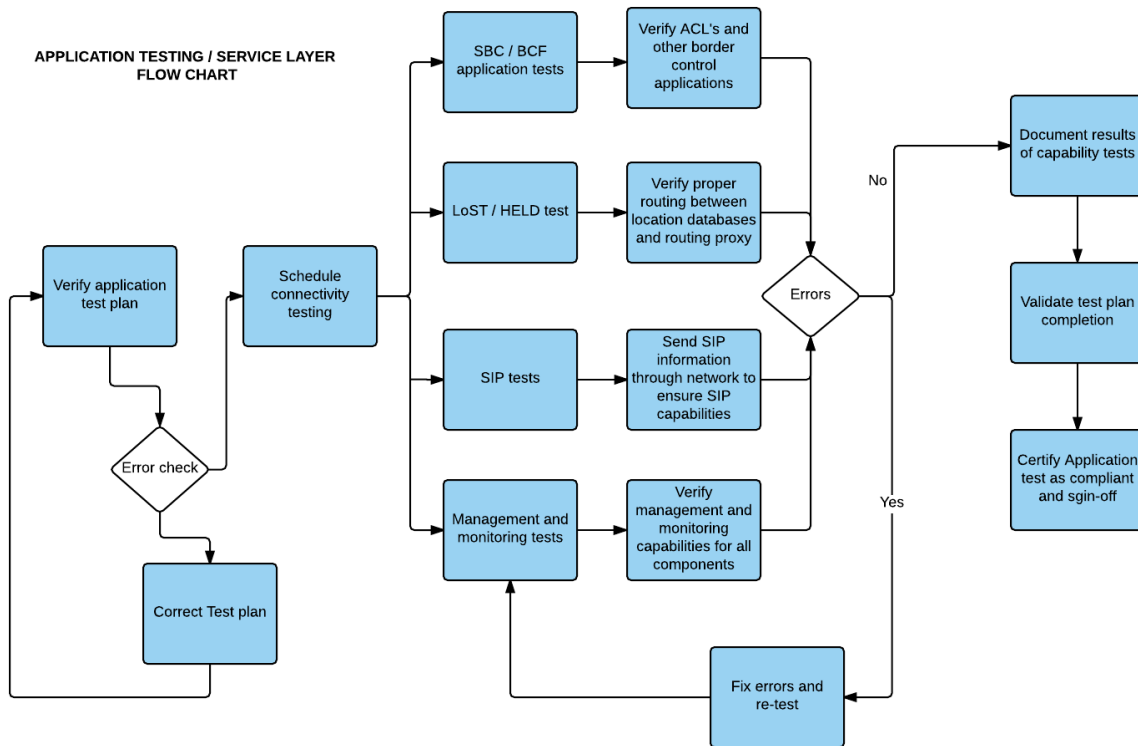 APPLICATION TESTING / SERVICE LAYER
FLOW CHART
SBC / BCF
application tests
Verify ACL's and
other border
control
applications
Document results
of capability tests
No
LoST / HELD test
Verify proper
routing between
location databases
and routing proxy
Verify application
test plan
Schedule
connectivity
testing
Errors
Validate test plan
completion
SIP tests
Send SIP
information
through network to
ensure SIP
capabilities
Error check
Certify Application
test as compliant
and sgin-off
Management and
monitoring tests
Verify
management and
monitoring
capabilities for all
components
Yes
Correct Test plan
Fix errors and
re-test